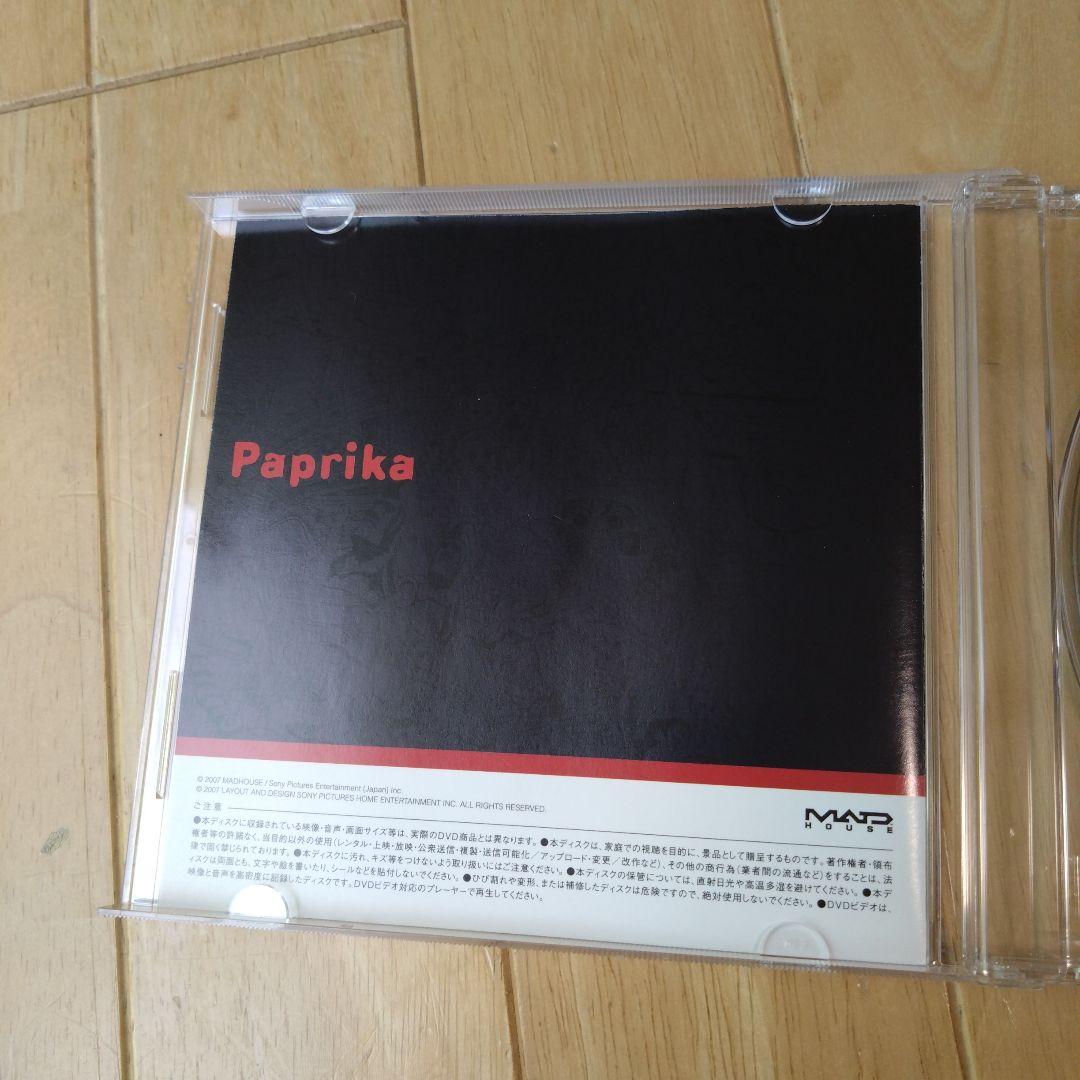 Paprika
© 2007 MADHOUSE / Sony Pictures Entertainment (Japan) Inc.
© 2007 LAYOUT AND DESIGN SONY PICTURES HOME ENTERTAINMENT INC. ALL RIGHTS RESERVED.
MAD
HOUSE
ご注意
●本ディスクに収録されている映像・音声・画面サイズ等は、実際のDVD商品とは異なります。●本ディスクは、家庭での視聴を目的に、景品として贈呈するものです。著作権者・頒布
権者等の許諾なく、当目的以外の使用(レンタル・上映・放映・公衆送信・複製・送信可能化/アップロード・変更/改作など)、その他の商行為(業者間の流通など)をすることは、法
律で固く禁じられております。●本ディスクに汚れ、キズ等をつけないよう取り扱いにはご注意ください。●本ディスクの保管については、直射日光や高温多湿を避けてください。●本デ
ィスクは両面とも、文字や絵を書いたり、シールなどを貼付しないでください。●ひび割れや変形、または補修したディスクは危険ですので、絶対使用しないでください。●DVDビデオは、
映像と音声を高密度に記録したディスクです。DVDビデオ対応のプレーヤーで再生してください。